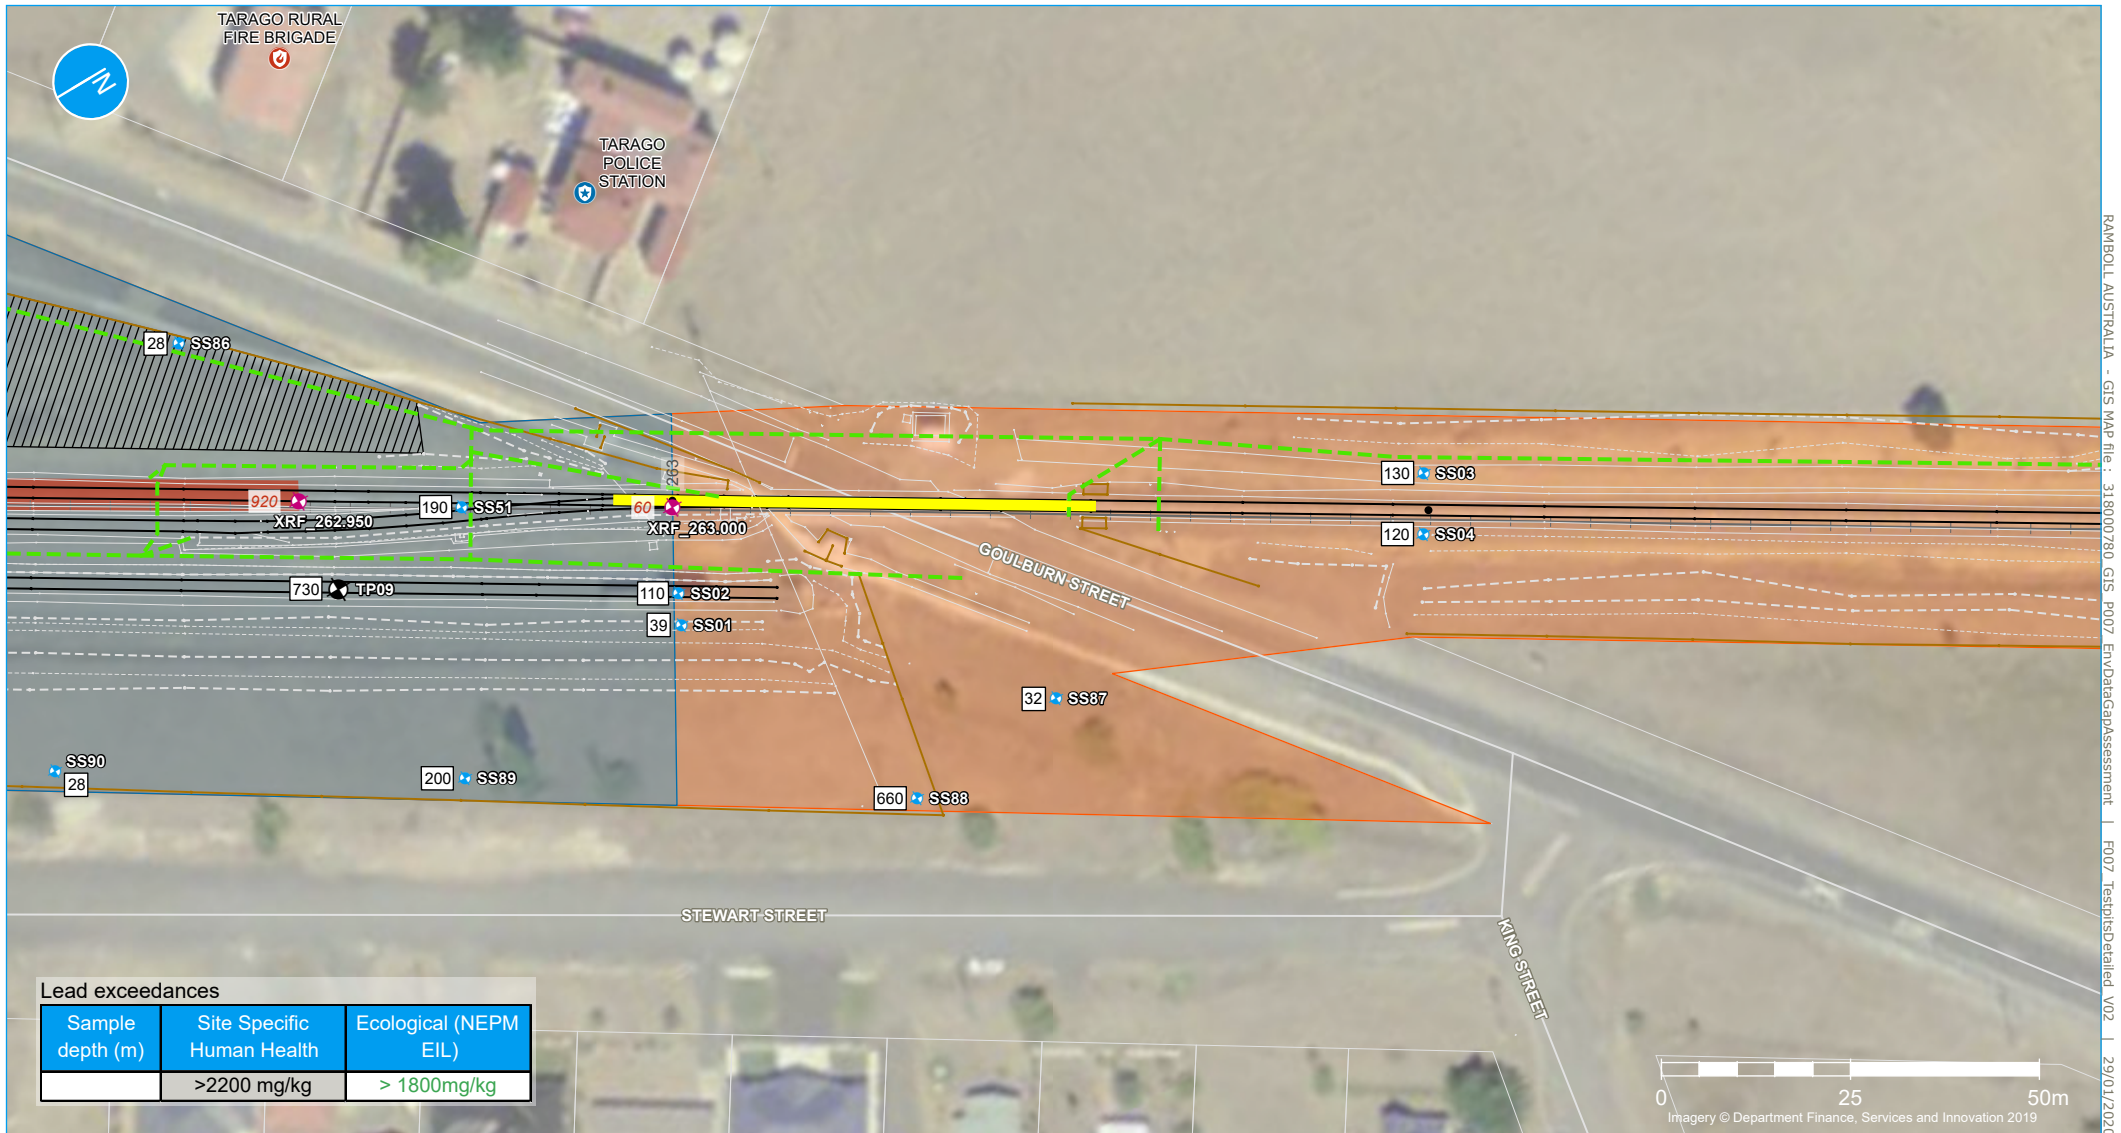 TARAGO RURAL
FIRE BRIGADE
TARAGO
POLICE
STATION
28 SS86
263
130 SS03
920
XRF_262.950
190 SS51
60
XRF_263.000
120 SS04
GOULBURN STREET
730 TP09
110 SS02
39 SS01
32 SS87
SS90
28
200 SS89
660 SS88
STEWART STREET
KING STREET
Lead exceedances
Sample
depth (m)
Site Specific
Human Health
Ecological (NEPM
EIL)
>2200 mg/kg
> 1800mg/kg
0 25 50m
Imagery © Department Finance, Services and Innovation 2019
RAMBOLL AUSTRALIA - GIS MAP file : 318000780_GIS_P007_EnvDataGapAssessment | F007_TestpitsDetailed_V02 | 29/01/2020